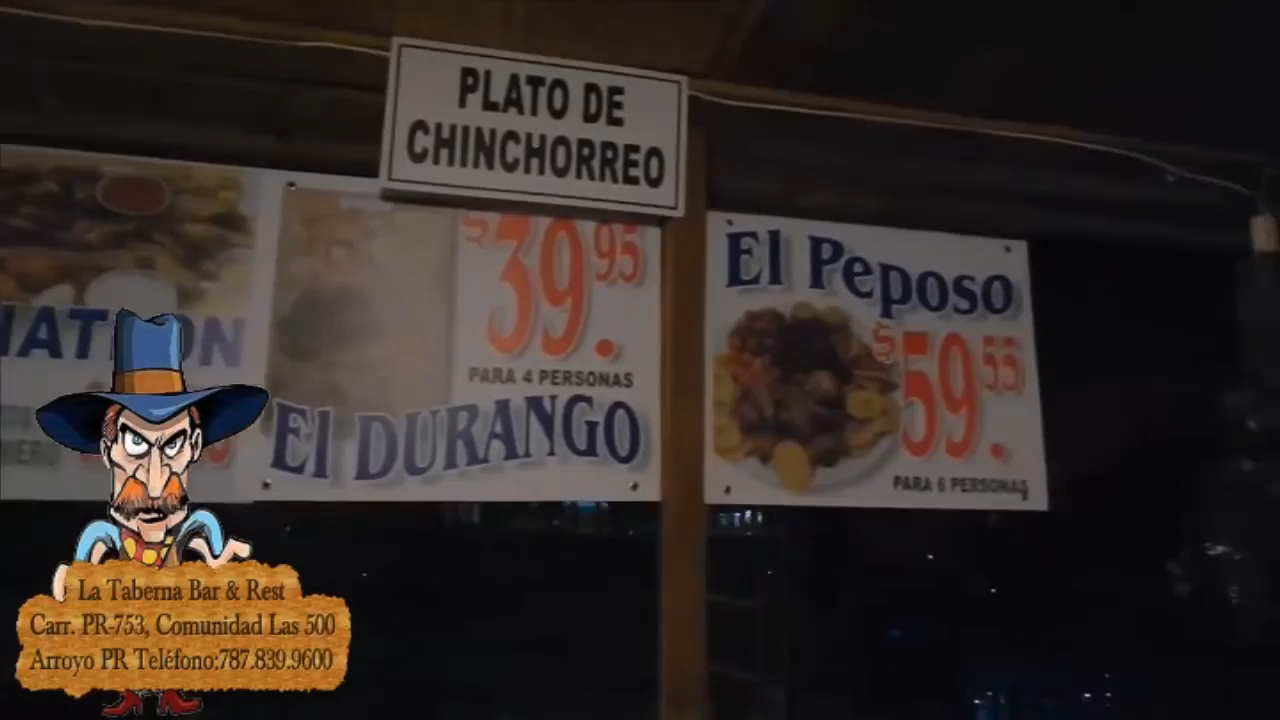 PLATO DE
CHINCHORREO
$39.95
PARA 4 PERSONAS
El DURANGO
El Peposo
$59.55
PARA 6 PERSONAS
La Taberna Bar & Rest
Carr. PR-753, Comunidad Las 500
Arroyo PR Teléfono:787.839.9600